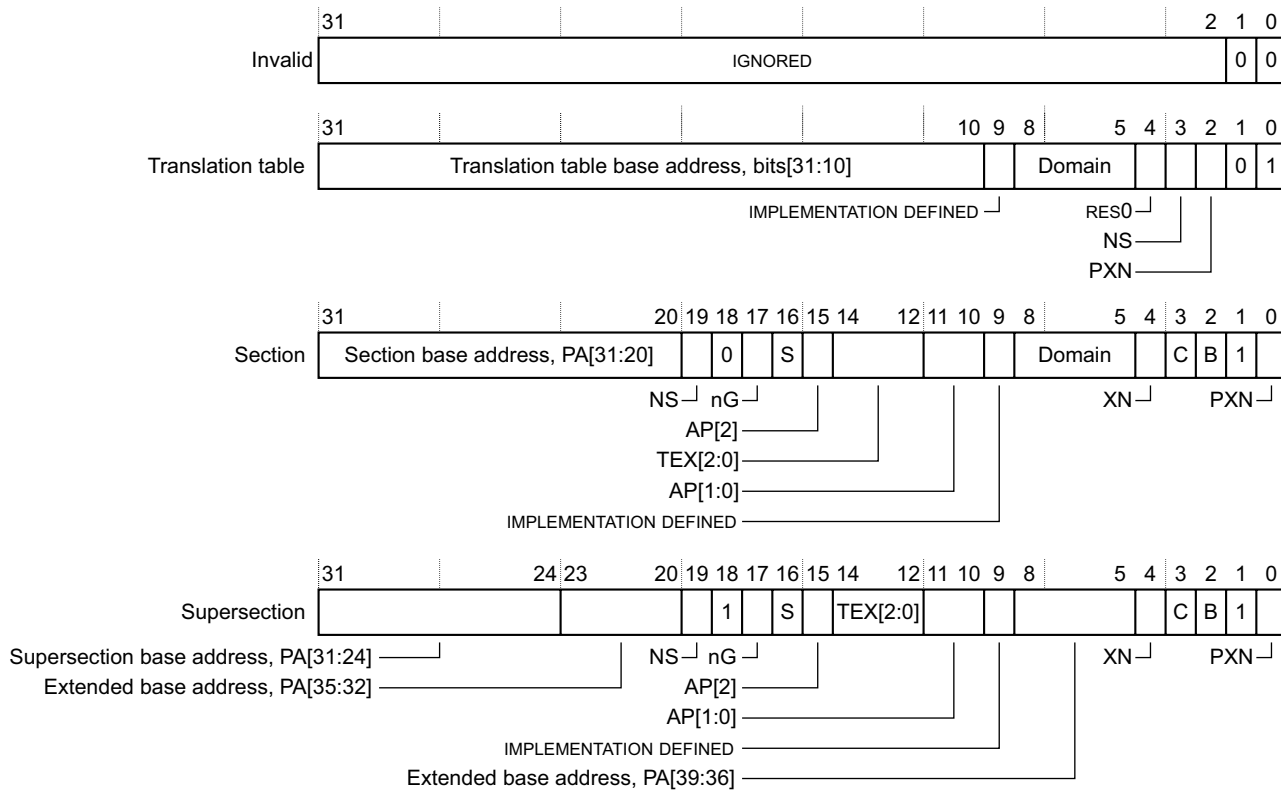 31 2 1 0
Invalid IGNORED 0 0
31 10 9 8 5 4 3 2 1 0
Translation table Translation table base address, bits[31:10] Domain 0 1
IMPLEMENTATION DEFINED RES0
NS
PXN
31 20 19 18 17 16 15 14 12 11 10 9 8 5 4 3 2 1 0
Section Section base address, PA[31:20] 0 S Domain C B 1
NS nG XN PXN
AP[2]
TEX[2:0]
AP[1:0]
IMPLEMENTATION DEFINED
31 24 23 20 19 18 17 16 15 14 12 11 10 9 8 5 4 3 2 1 0
Supersection 1 S TEX[2:0] C B 1
Supersection base address, PA[31:24] NS nG XN PXN
Extended base address, PA[35:32] AP[2]
AP[1:0]
IMPLEMENTATION DEFINED
Extended base address, PA[39:36]